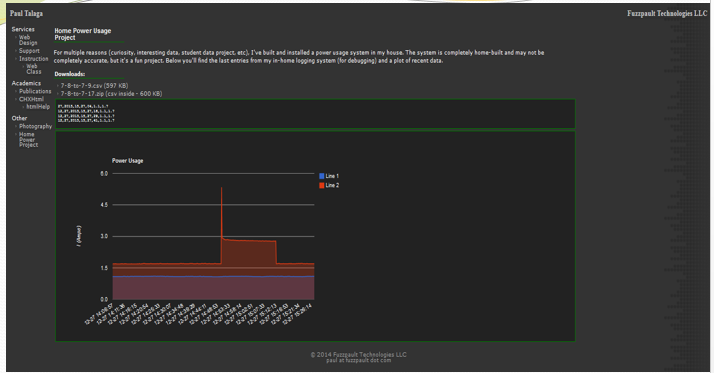 Paul Talaga
Fuzzpault Technologies LLC
Services
Web
Design
Support
Instruction
Web
Class
Academics
Publications
CHXHtml
htmlHelp
Other
Photography
Home
Power
Project
Home Power Usage
Project
For multiple reasons (curiosity, interesting data, student data project, etc), I've built and installed a power usage system in my house. The system is completely home-built and may not be
completely accurate, but it's a fun project. Below you'll find the last entries from my in-home logging system (for debugging) and a plot of recent data.
Downloads:
7-8-to-7-9.csv (597 KB)
7-8-to-7-17.zip (csv inside - 600 KB)
Power Usage
Line 1
Line 2
6.0
4.5
3.0
1.5
0.0
I (Amps)
© 2014 Fuzzpault Technologies LLC
paul at fuzzpault dot com